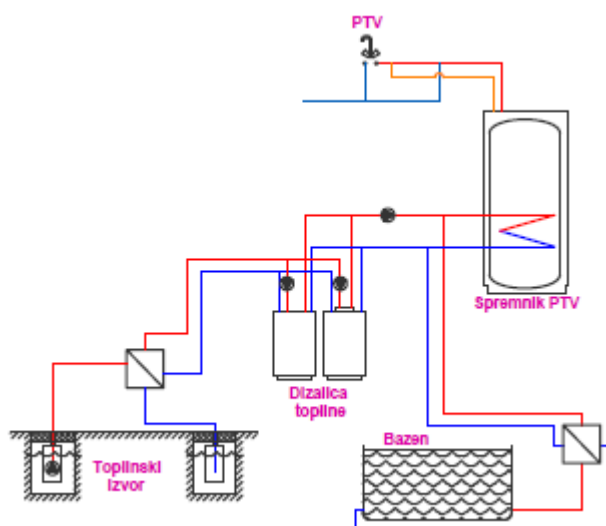 PTV
Spremnik PTV
Dizalica
topline
Bazen
Toplinski
Izvor